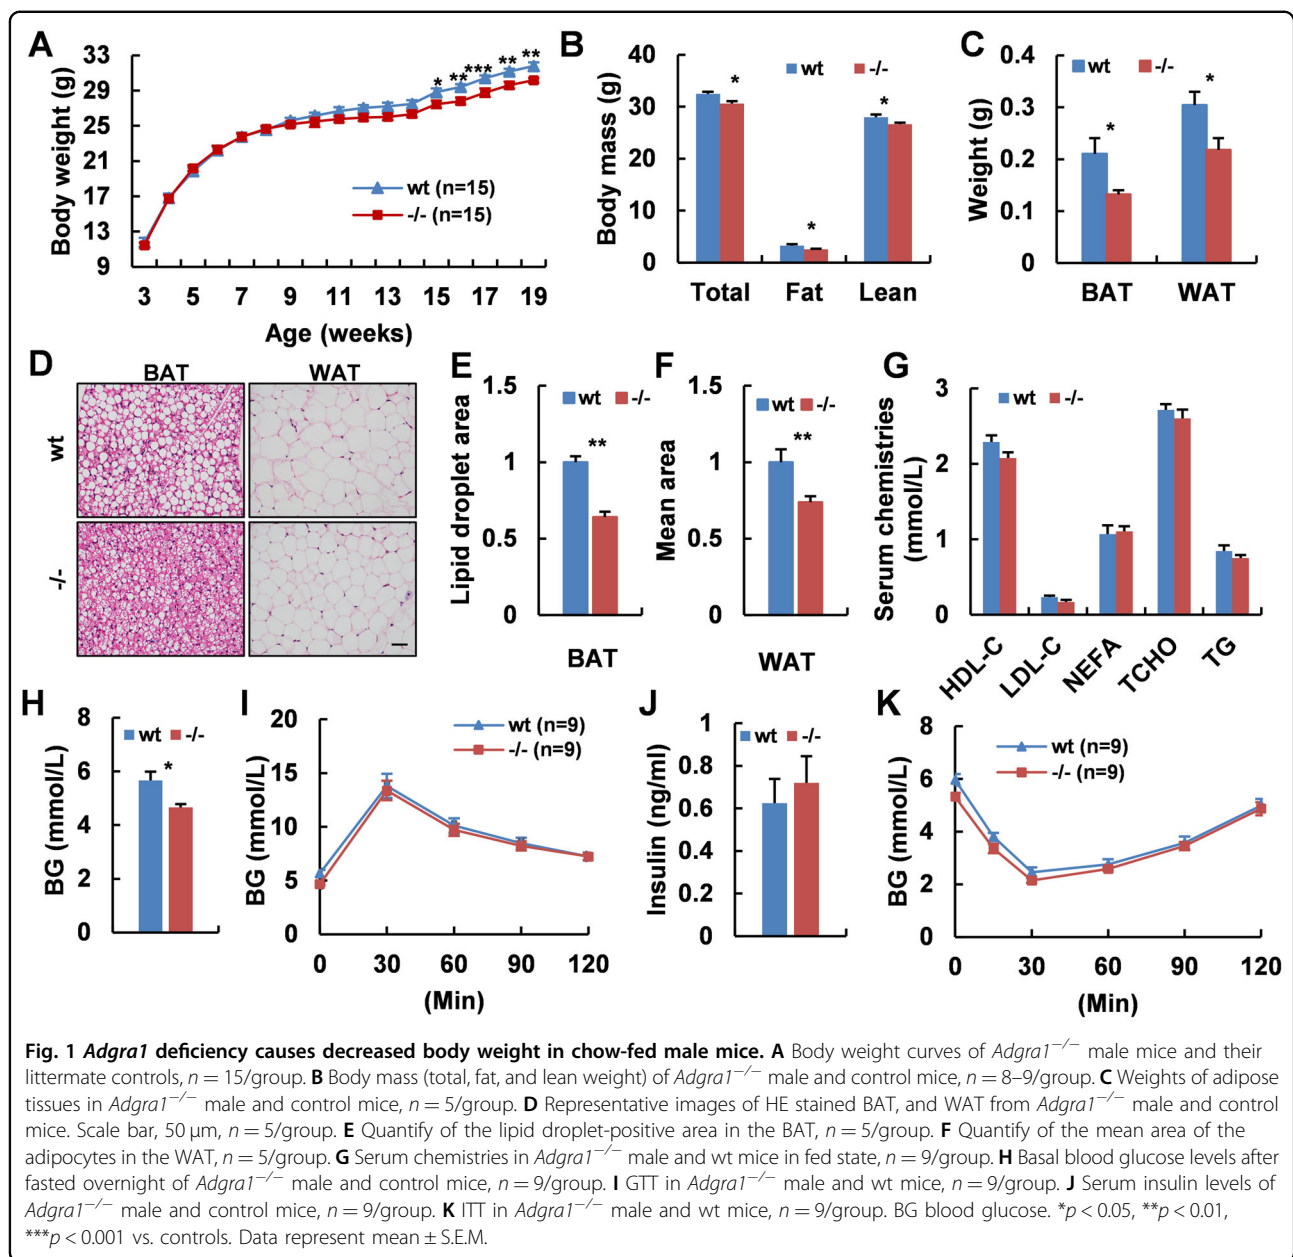 A
Body weight (g)
33
29
25
21
17
13
9
* ** *** ** **
wt (n=15)
-/- (n=15)
3 5 7 9 11 13 15 17 19
Age (weeks)
B
Body mass (g)
40
30
20
10
0
wt -/-
*
*
*
Total Fat Lean
C
Weight (g)
0.4
0.3
0.2
0.1
0
wt -/-
*
*
BAT WAT
D
BAT WAT
wt
-/-
E
Lipid droplet area
1.5
1
0.5
0
wt -/-
**
BAT
F
Mean area
1.5
1
0.5
0
wt -/-
**
WAT
G
Serum chemistries
(mmol/L)
3
2
1
0
wt -/-
HDL-C LDL-C NEFA TCHO TG
H
BG (mmol/L)
8
6
4
2
0
wt -/-
*
I
BG (mmol/L)
20
15
10
5
0
wt (n=9)
-/- (n=9)
0 30 60 90 120
(Min)
J
Insulin (ng/ml)
1
0.8
0.6
0.4
0.2
0
wt -/-
K
BG (mmol/L)
8
6
4
2
0
wt (n=9)
-/- (n=9)
0 30 60 90 120
(Min)
Fig. 1 Adgra1 deficiency causes decreased body weight in chow-fed male mice. A Body weight curves of Adgra1−/− male mice and their
littermate controls, n = 15/group. B Body mass (total, fat, and lean weight) of Adgra1−/− male and control mice, n = 8–9/group. C Weights of adipose
tissues in Adgra1−/− male and control mice, n = 5/group. D Representative images of HE stained BAT, and WAT from Adgra1−/− male and control
mice. Scale bar, 50 μm, n = 5/group. E Quantify of the lipid droplet-positive area in the BAT, n = 5/group. F Quantify of the mean area of the
adipocytes in the WAT, n = 5/group. G Serum chemistries in Adgra1−/− male and wt mice in fed state, n = 9/group. H Basal blood glucose levels after
fasted overnight of Adgra1−/− male and control mice, n = 9/group. I GTT in Adgra1−/− male and wt mice, n = 9/group. J Serum insulin levels of
Adgra1−/− male and control mice, n = 9/group. K ITT in Adgra1−/− male and wt mice, n = 9/group. BG blood glucose. *p < 0.05, **p < 0.01,
***p < 0.001 vs. controls. Data represent mean ± S.E.M.